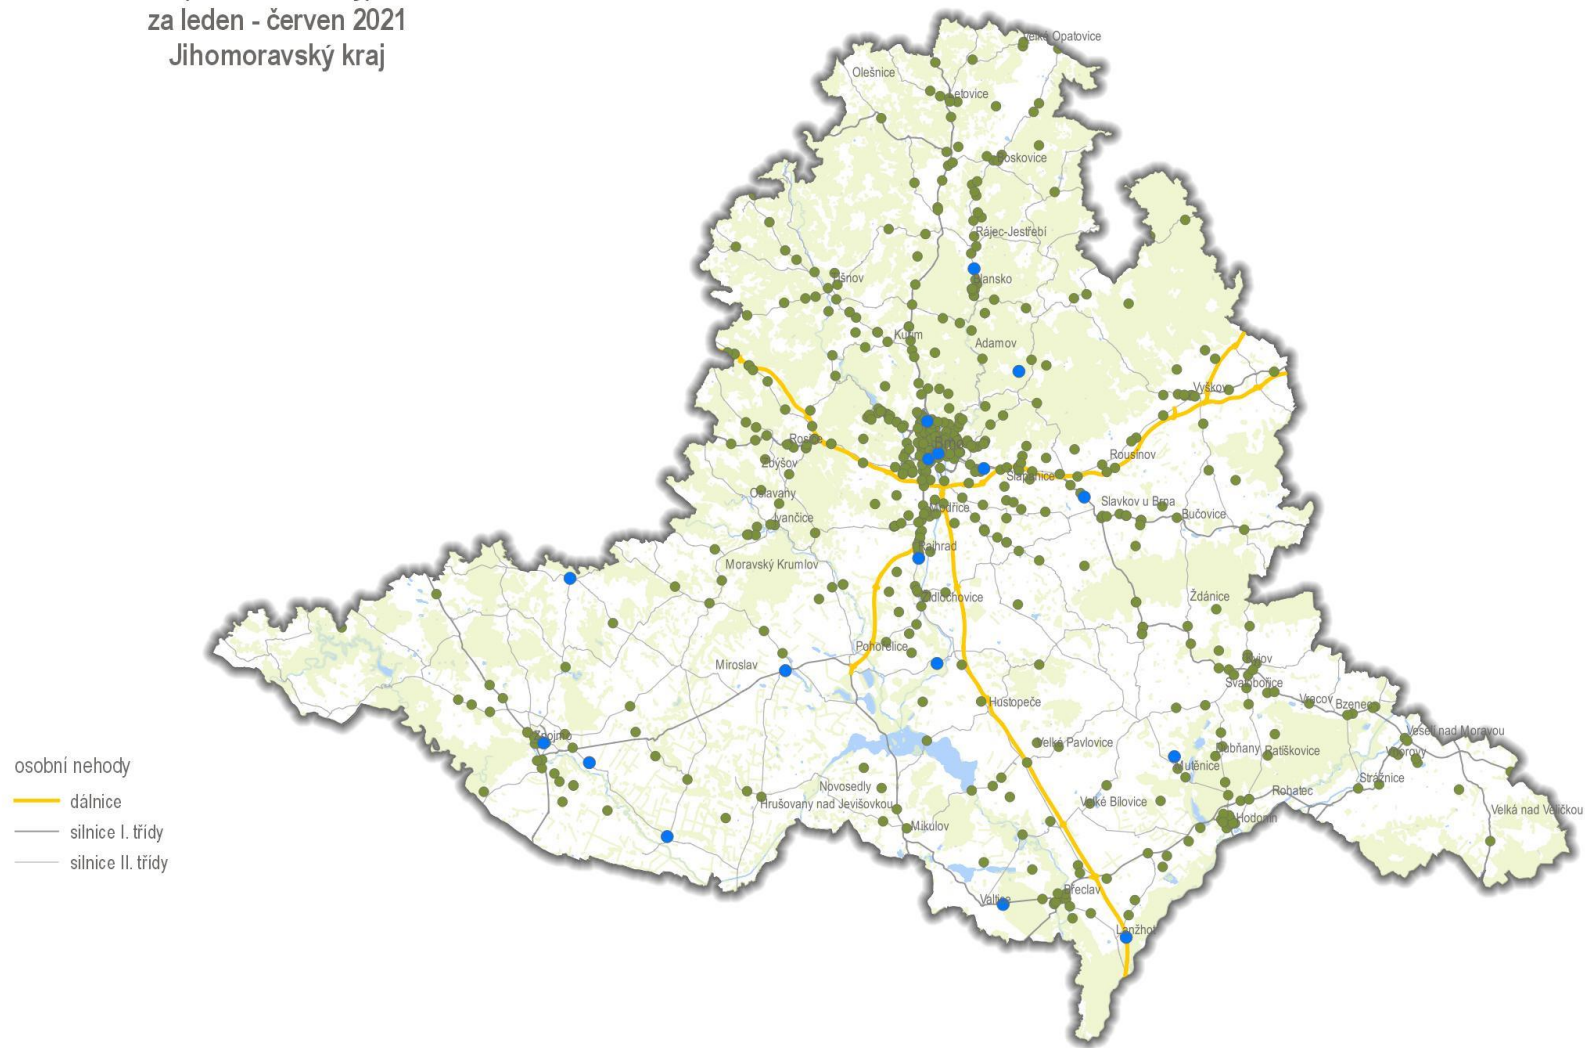 za leden - červen 2021
Jihomoravský kraj
Velké Opatovice
Olešnice
Letovice
Boskovice
Rájec-Jestřebí
Blansko
Tišnov
Kuřim
Adamov
Vyškov
Rosice
Brno
Zbýšov
Rousínov
Šlapanice
Oslavany
Modřice
Slavkov u Brna
Bučovice
Ivančice
Rajhrad
Moravský Krumlov
Židlochovice
Ždánice
Pohořelice
Miroslav
Kyjov
Svatobořice
Hustopeče
Vracov
Bzenec
Veselí nad Moravou
Znojmo
Velké Pavlovice
Dubňany
Ratíškovice
Vnorovy
osobní nehody
Mutěnice
Strážnice
dálnice
Novosedly
Hrušovany nad Jevišovkou
Velké Bílovice
Rohatec
Velká nad Veličkou
silnice I. třídy
Mikulov
Hodonín
silnice II. třídy
Břeclav
Valtice
Lanžhot